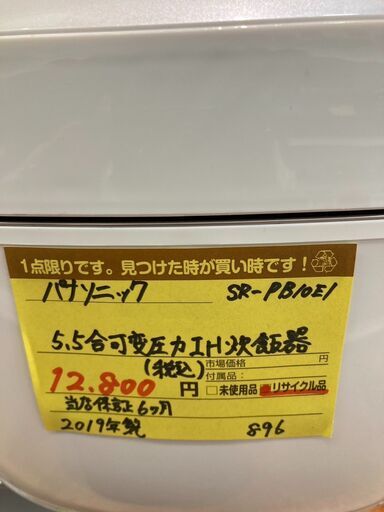 1点限りです。見つけた時が買い時です!
パナソニック SR-PB10E1
5.5合可変圧力IH炊飯器
(税込) 市場価格 円
12.800円 付属品:
□未使用品 リサイクル品
当店保証6ヶ月
2019年製 896